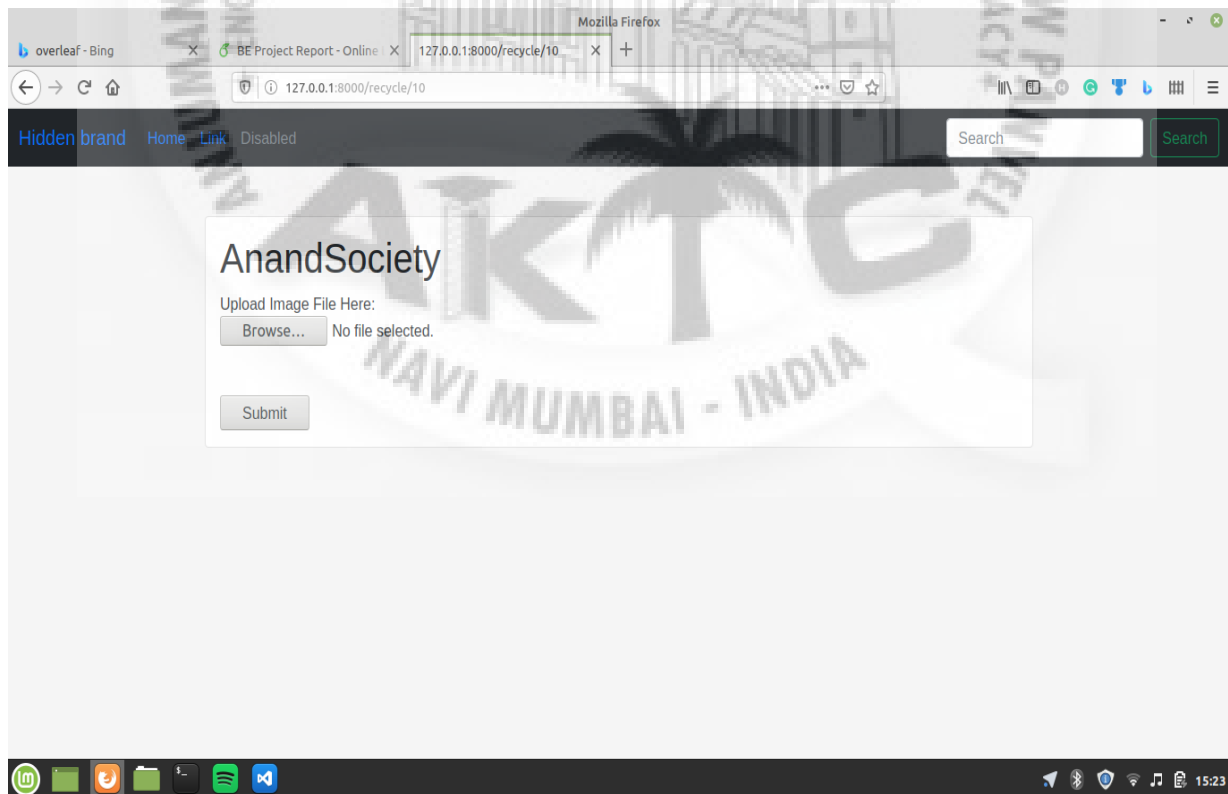 Mozilla Firefox
overleaf - Bing
BE Project Report - Online
127.0.0.1:8000/recycle/10
127.0.0.1:8000/recycle/10
Hidden brand Home Link Disabled Search Search
AnandSociety
Upload Image File Here:
Browse... No file selected.
Submit
AKTC
NAVI MUMBAI - INDIA
15:23